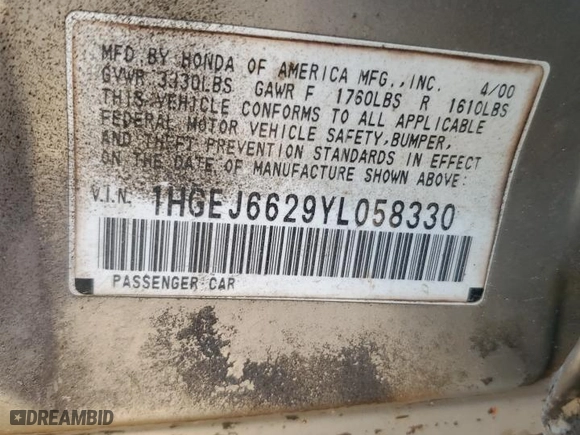 MFD BY HONDA OF AMERICA MFG.,INC. 4/00
GVWR 3330LBS GAWR F 1760LBS R 1610LBS
THIS VEHICLE CONFORMS TO ALL APPLICABLE
FEDERAL MOTOR VEHICLE SAFETY,BUMPER,
AND THEFT PREVENTION STANDARDS IN EFFECT
ON THE DATE OF MANUFACTURE SHOWN ABOVE:
V.I.N. 1HGEJ6629YL058330
PASSENGER CAR
DREAMBID